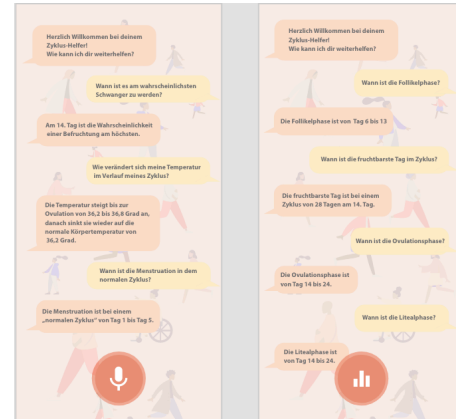 Herzlich Willkommen bei deinem
Zyklus-Helfer!
Wie kann ich dir weiterhelfen?
Wann ist es am wahrscheinlichsten
Schwanger zu werden?
Am 14. Tag ist die Wahrscheinlichkeit
einer Befruchtung am höchsten.
Wie verändert sich meine Temperatur
im Verlauf meines Zyklus?
Die Temperatur steigt bis zur
Ovulation von 36,2 bis 36,8 Grad an,
danach sinkt sie wieder auf die
normale Körpertemperatur von
36,2 Grad.
Wann ist die Menstruation in dem
normalen Zyklus?
Die Menstruation ist bei einem
„normalen Zyklus“ von Tag 1 bis Tag 5.
Herzlich Willkommen bei deinem
Zyklus-Helfer!
Wie kann ich dir weiterhelfen?
Wann ist die Follikelphase?
Die Follikelphase ist von Tag 6 bis 13
Wann ist die fruchtbarste Tag im Zyklus?
Die fruchtbarste Tag ist bei einem
Zyklus von 28 Tagen am 14. Tag.
Wann ist die Ovulationsphase?
Die Ovulationsphase ist
von Tag 14 bis 24.
Wann ist die Litealphase?
Die Litealphase ist
von Tag 14 bis 24.